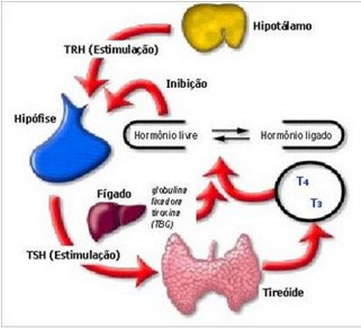 Hipotálamo
TRH (Estimulação)
Inibição
Hipófise
Hormônio livre
Hormônio ligado
Fígado
globulina
fixadora
tiroxina
(TBG)
T4
T3
TSH (Estimulação)
Tireóide